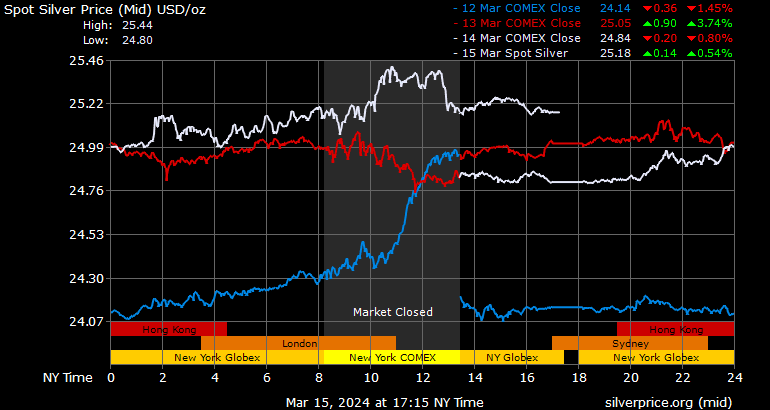 Spot Silver Price (Mid) USD/oz
High: 25.44
Low: 24.80
- 12 Mar COMEX Close 24.14 ▼0.36 ▼1.45%
- 13 Mar COMEX Close 25.05 ▲0.90 ▲3.74%
- 14 Mar COMEX Close 24.84 ▼0.20 ▼0.80%
- 15 Mar Spot Silver 25.18 ▲0.14 ▲0.54%
25.46
25.22
24.99
24.76
24.53
24.30
24.07
Market Closed
Hong Kong Hong Kong
London Sydney
New York Globex New York COMEX NY Globex New York Globex
NY Time 0 2 4 6 8 10 12 14 16 18 20 22 24
Mar 15, 2024 at 17:15 NY Time silverprice.org (mid)